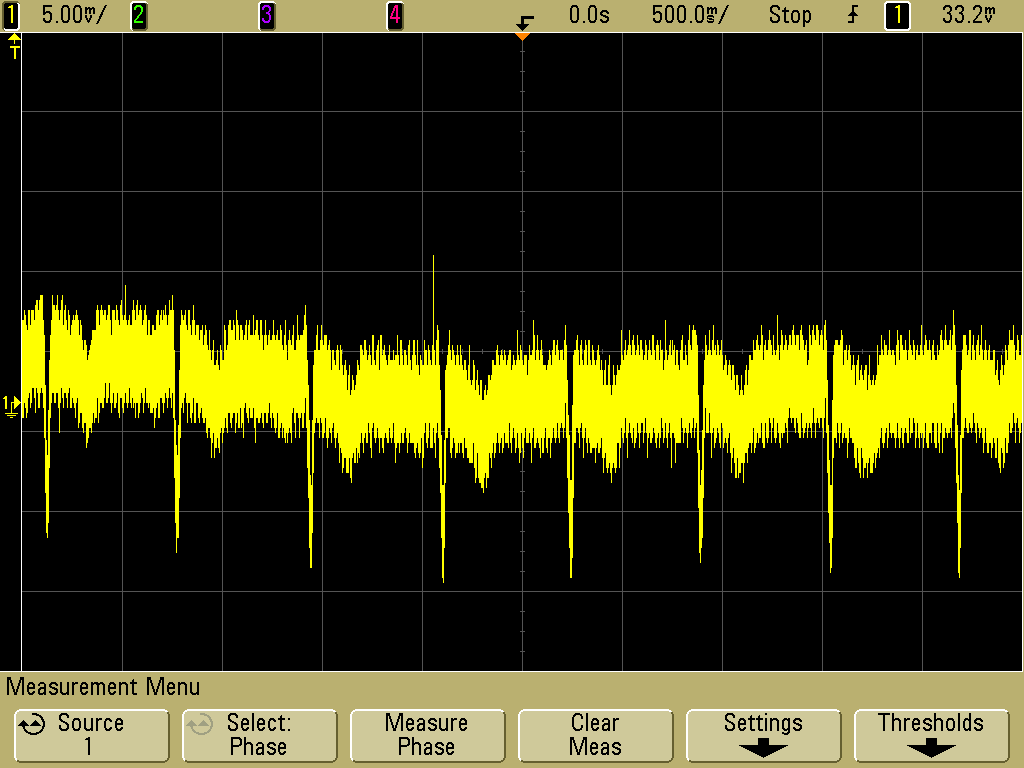 1 5.00mV/ 2 3 4 0.0s 500.0ms/ Stop 1 33.2mV
T
1
Measurement Menu
Source
1
Select:
Phase
Measure
Phase
Clear
Meas
Settings
Thresholds